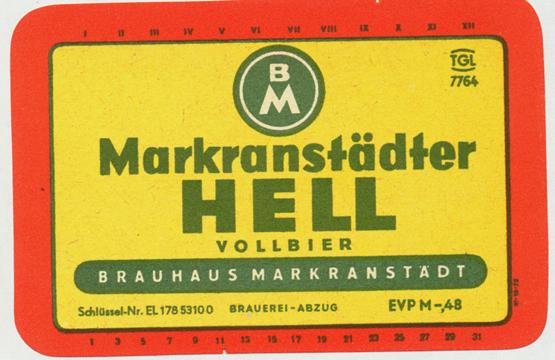 I II III IV V VI VII VIII IX X XI XII
B
M
TGL
7764
Markranstädter
HELL
VOLLBIER
BRAUHAUS MARKRANSTÄDT
Schlüssel-Nr. EL 178 5310 0 BRAUEREI-ABZUG EVP M -,48
1 3 5 7 9 11 13 15 17 19 21 23 25 27 29 31